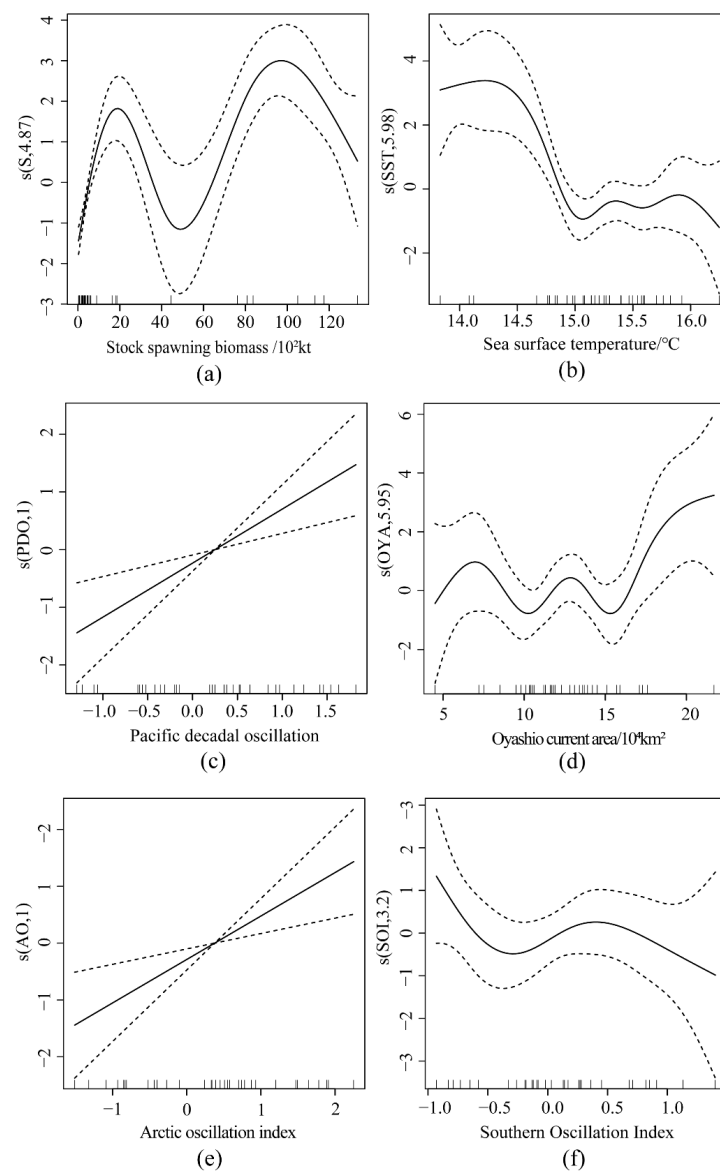 s(S,4.87)
4
3
2
1
0
−1
−2
−3
0 20 40 60 80 100 120
Stock spawning biomass /10²kt
(a)
s(SST,5.98)
4
2
0
−2
14.0 14.5 15.0 15.5 16.0
Sea surface temperature/°C
(b)
s(PDO,1)
2
1
0
−1
−2
−1.0 −0.5 0.0 0.5 1.0 1.5
Pacific decadal oscillation
(c)
s(OYA,5.95)
6
4
2
0
−2
5 10 15 20
Oyashio current area/10⁴km²
(d)
s(AO,1)
−2
1
0
−1
−2
−1 0 1 2
Arctic oscillation index
(e)
s(SOI,3.2)
−3
2
1
0
−1
−2
−3
−1.0 −0.5 0.0 0.5 1.0
Southern Oscillation Index
(f)